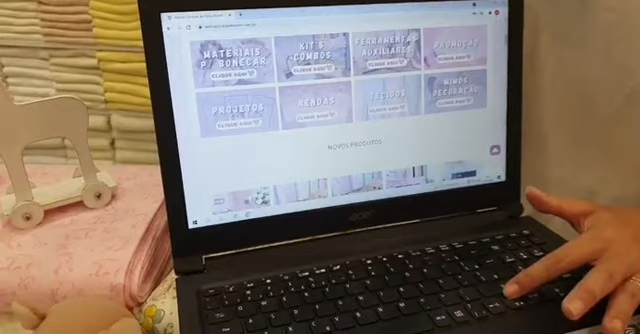 MATERIAIS P/ BONECAR
CLIQUE AQUI
KIT'S COMBOS
CLIQUE AQUI
FERRAMENTAS AUXILIARES
CLIQUE AQUI
PROMOÇÃO
CLIQUE AQUI
PROJETOS
CLIQUE AQUI
RENDAS
CLIQUE AQUI
TECIDOS
CLIQUE AQUI
MIMOS DECORAÇÃO
CLIQUE AQUI
NOVOS PRODUTOS
acer